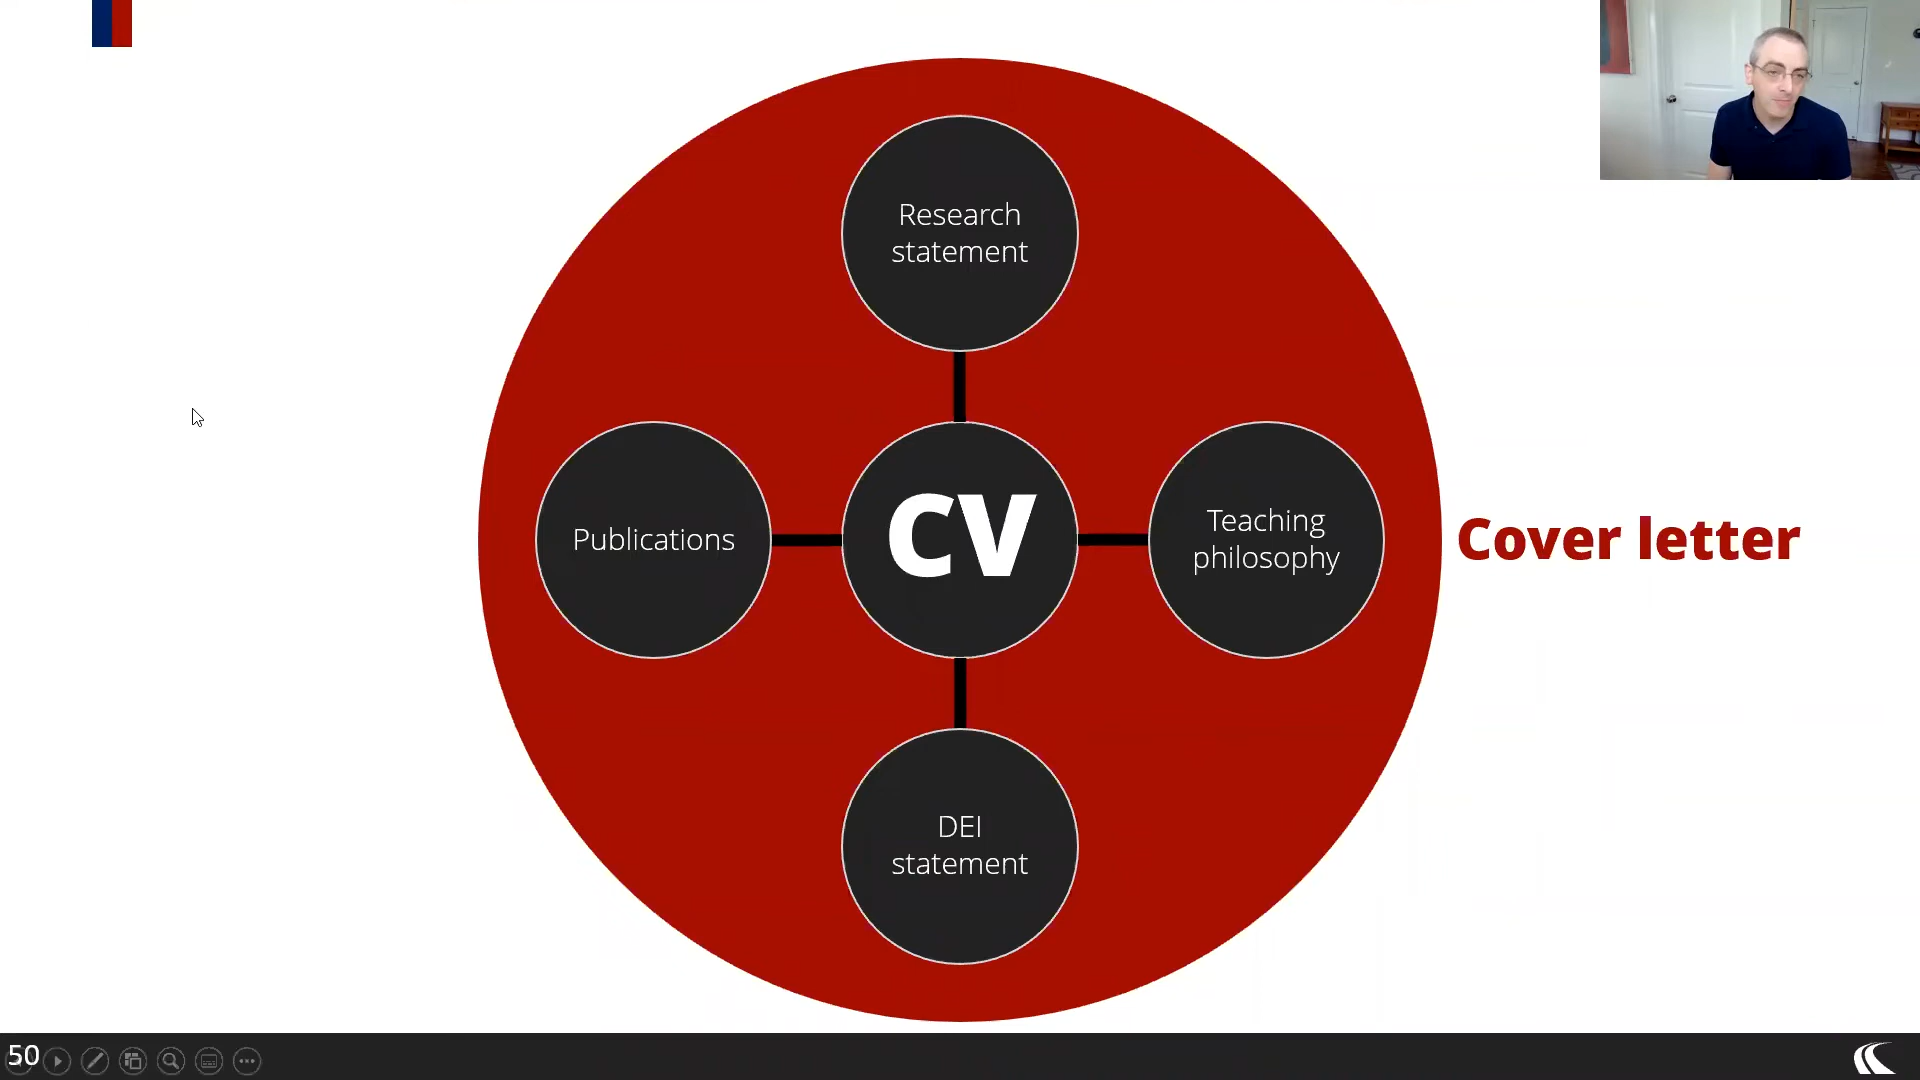 Research
statement
Publications
CV
Teaching
philosophy
Cover letter
DEI
statement
50